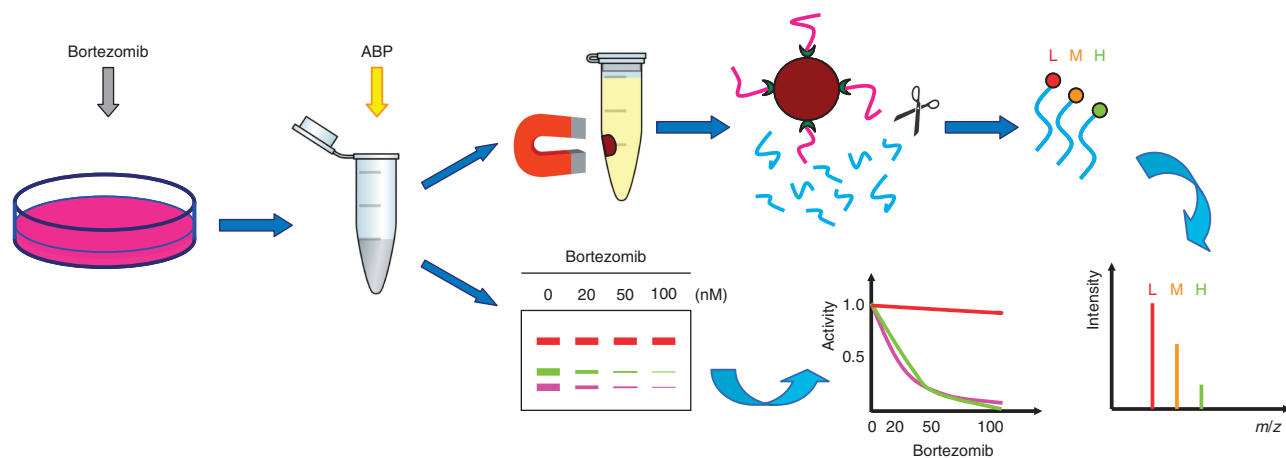 Bortezomib
ABP
L M H
Bortezomib
0 20 50 100 (nM)
Activity
1.0
0.5
0 20 50 100
Bortezomib
Intensity
L M H
m/z